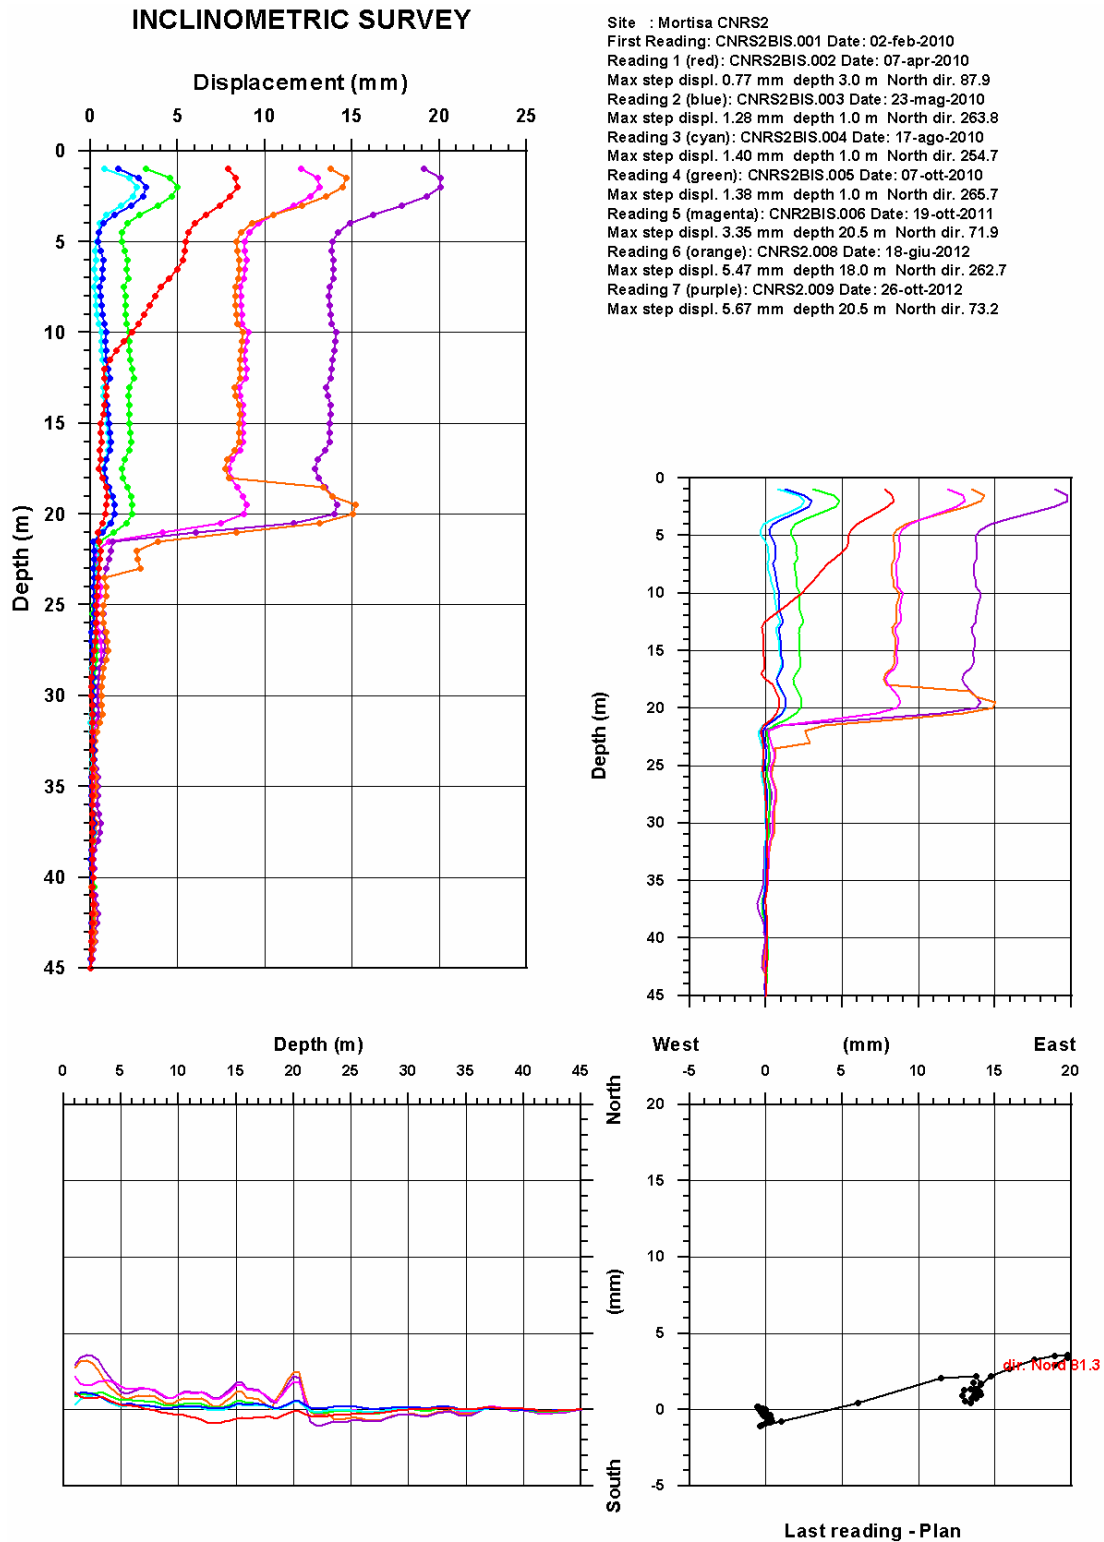 INCLINOMETRIC SURVEY
Site : Mortisa CNRS2
First Reading: CNRS2BIS.001 Date: 02-feb-2010
Reading 1 (red): CNRS2BIS.002 Date: 07-apr-2010
Max step displ. 0.77 mm depth 3.0 m North dir. 87.9
Reading 2 (blue): CNRS2BIS.003 Date: 23-mag-2010
Max step displ. 1.28 mm depth 1.0 m North dir. 263.8
Reading 3 (cyan): CNRS2BIS.004 Date: 17-ago-2010
Max step displ. 1.40 mm depth 1.0 m North dir. 254.7
Reading 4 (green): CNRS2BIS.005 Date: 07-ott-2010
Max step displ. 1.38 mm depth 1.0 m North dir. 265.7
Reading 5 (magenta): CNR2BIS.006 Date: 19-ott-2011
Max step displ. 3.35 mm depth 20.5 m North dir. 71.9
Reading 6 (orange): CNRS2.008 Date: 18-giu-2012
Max step displ. 5.47 mm depth 18.0 m North dir. 262.7
Reading 7 (purple): CNRS2.009 Date: 26-ott-2012
Max step displ. 5.67 mm depth 20.5 m North dir. 73.2
Displacement (mm)
0 5 10 15 20 25
0
5
10
15
20
25
30
35
40
45
Depth (m)
0
5
10
15
20
25
30
35
40
45
Depth (m)
Depth (m)
0 5 10 15 20 25 30 35 40 45
North
(mm)
South
West (mm) East
-5 0 5 10 15 20
20
15
10
5
0
-5
dir. Nord 81.3
Last reading - Plan